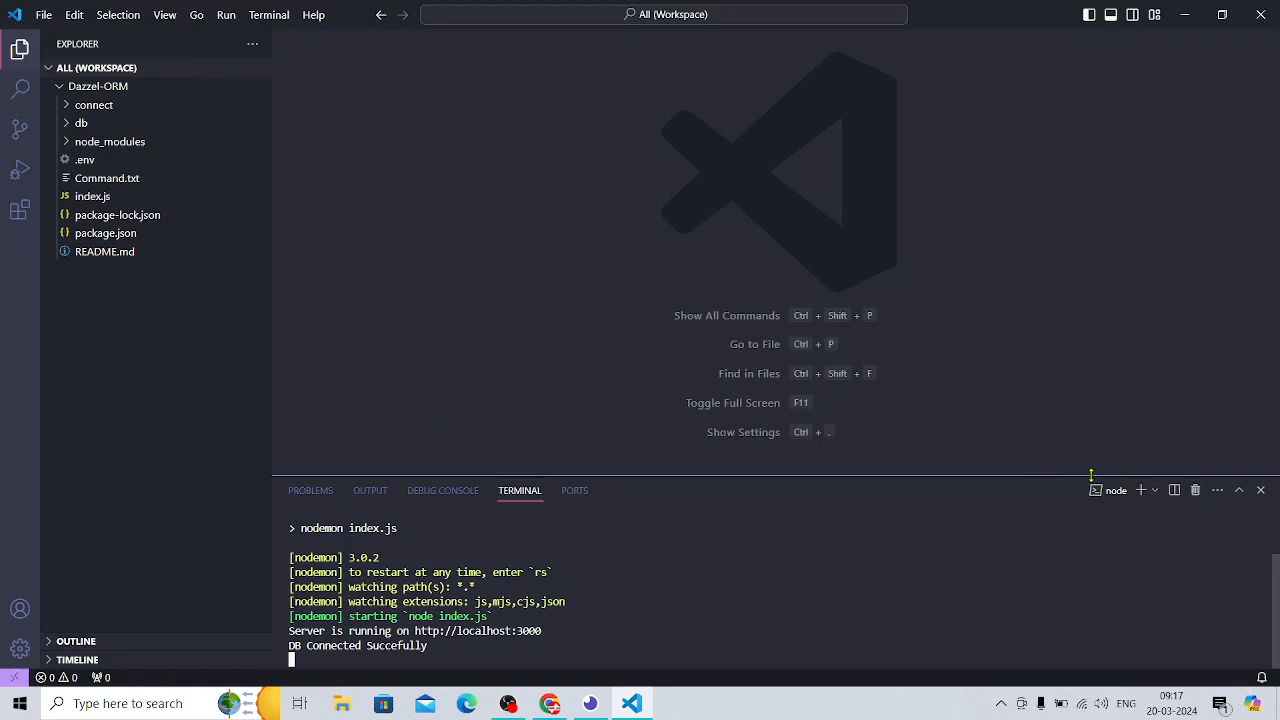 File Edit Selection View Go Run Terminal Help
All (Workspace)
EXPLORER
ALL (WORKSPACE)
Dazzel-ORM
connect
db
node_modules
.env
Command.txt
JS index.js
{} package-lock.json
{} package.json
README.md
OUTLINE
TIMELINE
Show All Commands Ctrl + Shift + P
Go to File Ctrl + P
Find in Files Ctrl + Shift + F
Toggle Full Screen F11
Show Settings Ctrl + .
PROBLEMS OUTPUT DEBUG CONSOLE TERMINAL PORTS
node
> nodemon index.js
[nodemon] 3.0.2
[nodemon] to restart at any time, enter `rs`
[nodemon] watching path(s): *.*
[nodemon] watching extensions: js,mjs,cjs,json
[nodemon] starting `node index.js`
Server is running on http://localhost:3000
DB Connected Succefully
0 0 0
Type here to search
ENG
09:17
20-03-2024